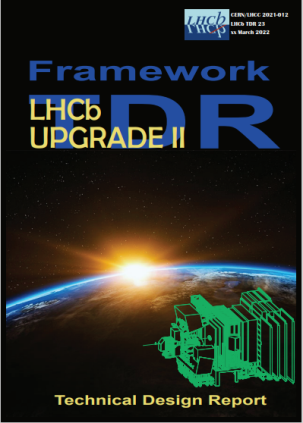 LHCb
CERN/LHCC 2021-012
LHCb TDR 23
xx March 2022
Framework
TDR
LHCb
UPGRADE II
Technical Design Report